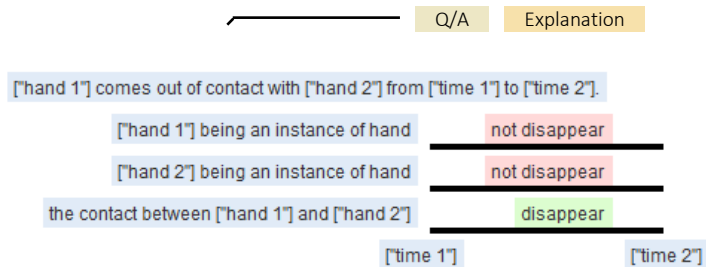 Q/A Explanation
["hand 1"] comes out of contact with ["hand 2"] from ["time 1"] to ["time 2"].
["hand 1"] being an instance of hand not disappear
["hand 2"] being an instance of hand not disappear
the contact between ["hand 1"] and ["hand 2"] disappear
["time 1"] ["time 2"]